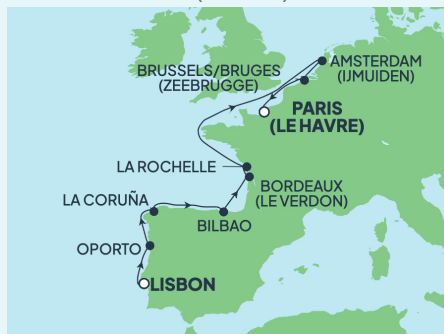 AMSTERDAM
(IJMUIDEN)
BRUSSELS/BRUGES
(ZEEBRUGGE)
PARIS
(LE HAVRE)
LA ROCHELLE
BORDEAUX
(LE VERDON)
LA CORUÑA
BILBAO
OPORTO
LISBON